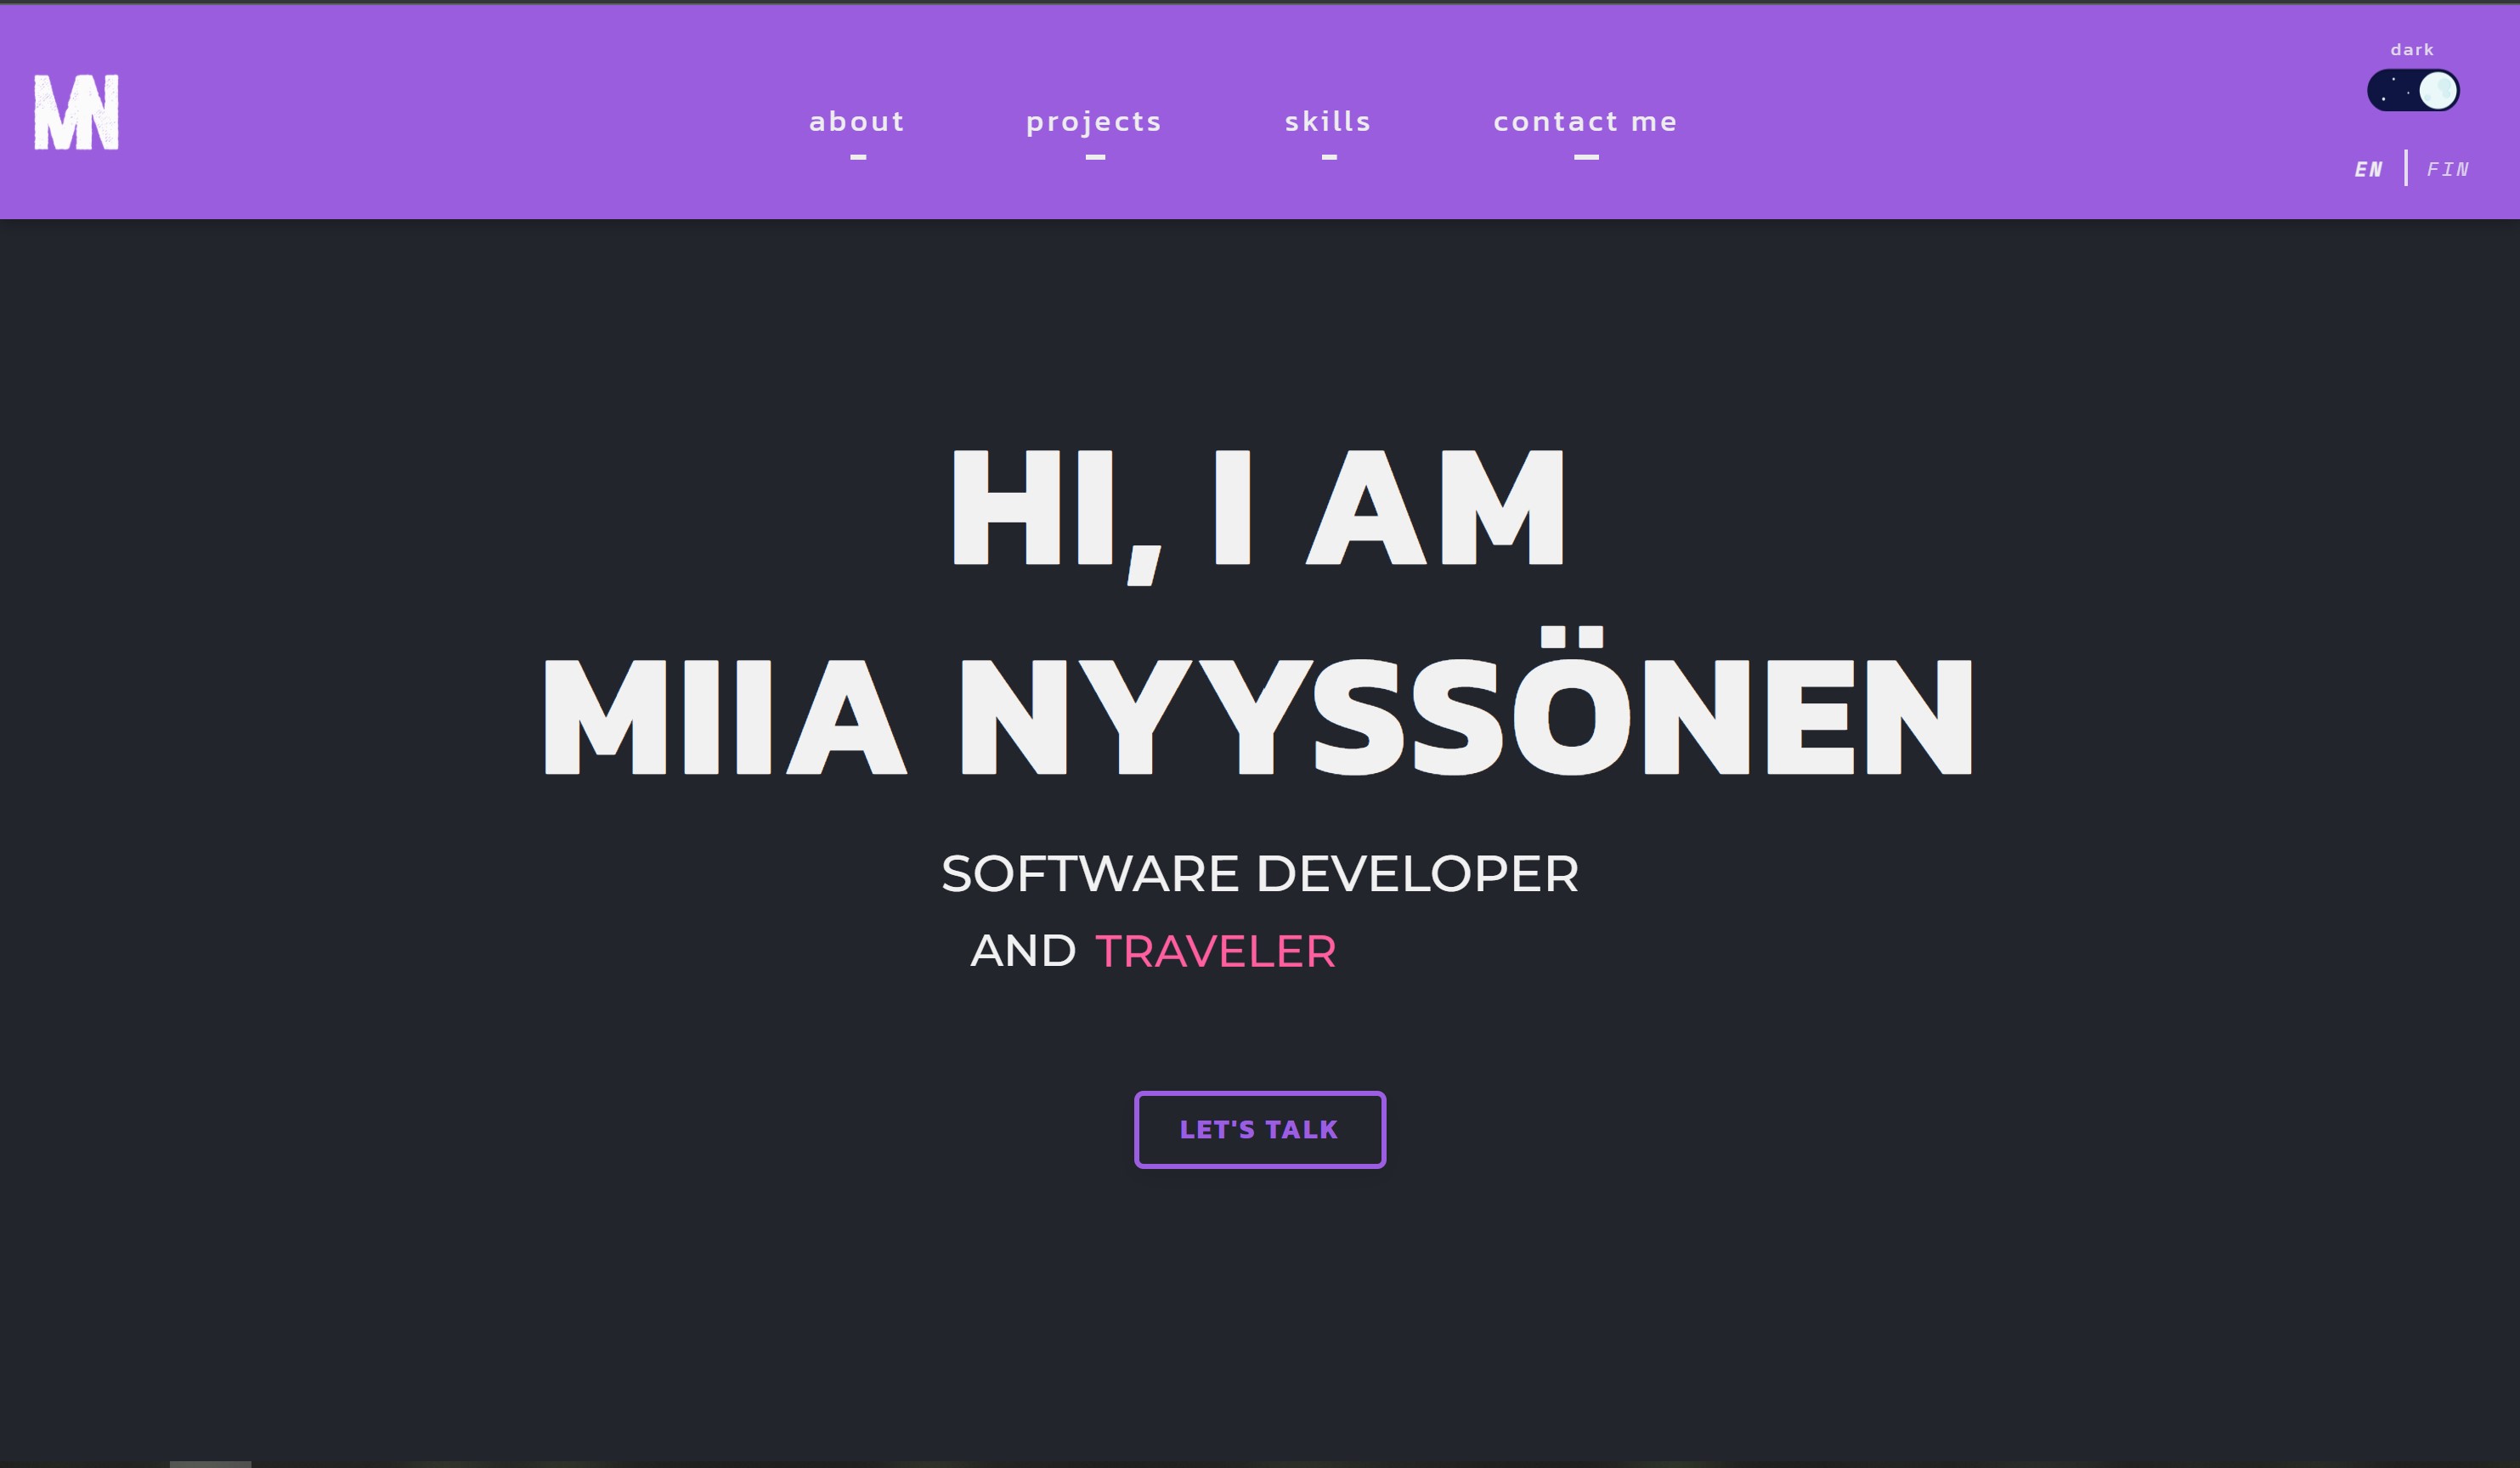 MN
about
projects
skills
contact me
dark
EN | FIN
HI, I AM
MIIA NYYSSÖNEN
SOFTWARE DEVELOPER
AND TRAVELER
LET'S TALK